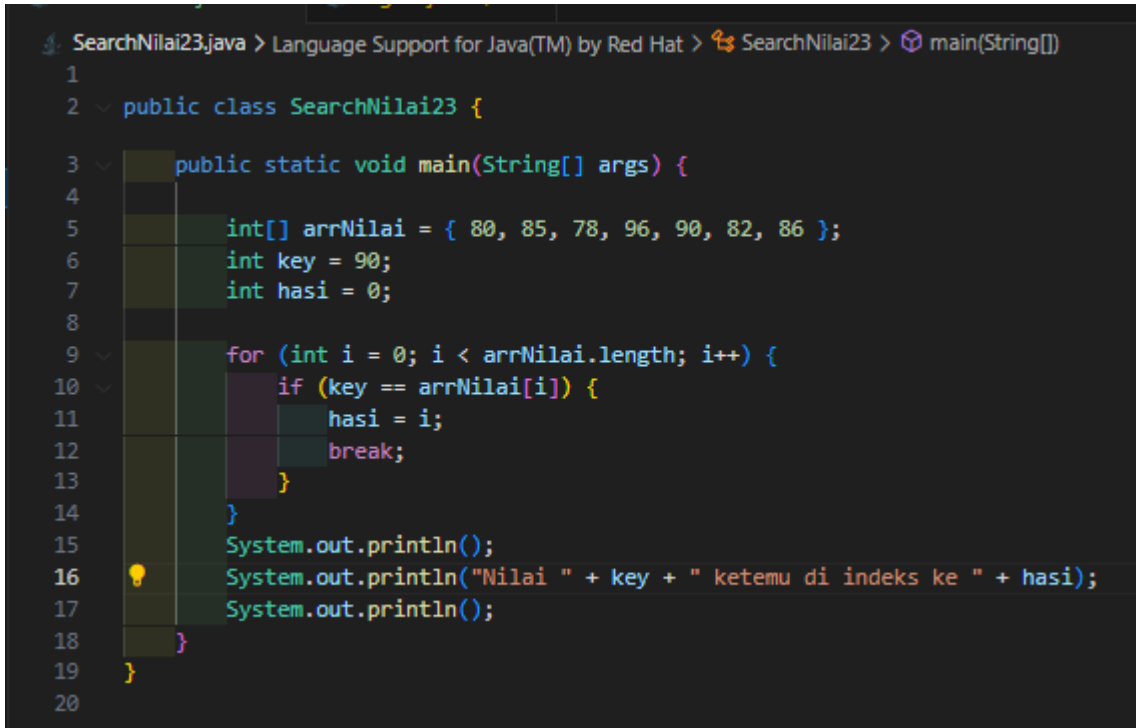 SearchNilai23.java > Language Support for Java(TM) by Red Hat > SearchNilai23 > main(String[])
1
2 public class SearchNilai23 {
3 public static void main(String[] args) {
4
5 int[] arrNilai = { 80, 85, 78, 96, 90, 82, 86 };
6 int key = 90;
7 int hasi = 0;
8
9 for (int i = 0; i < arrNilai.length; i++) {
10 if (key == arrNilai[i]) {
11 hasi = i;
12 break;
13 }
14 }
15 System.out.println();
16 System.out.println("Nilai " + key + " ketemu di indeks ke " + hasi);
17 System.out.println();
18 }
19 }
20